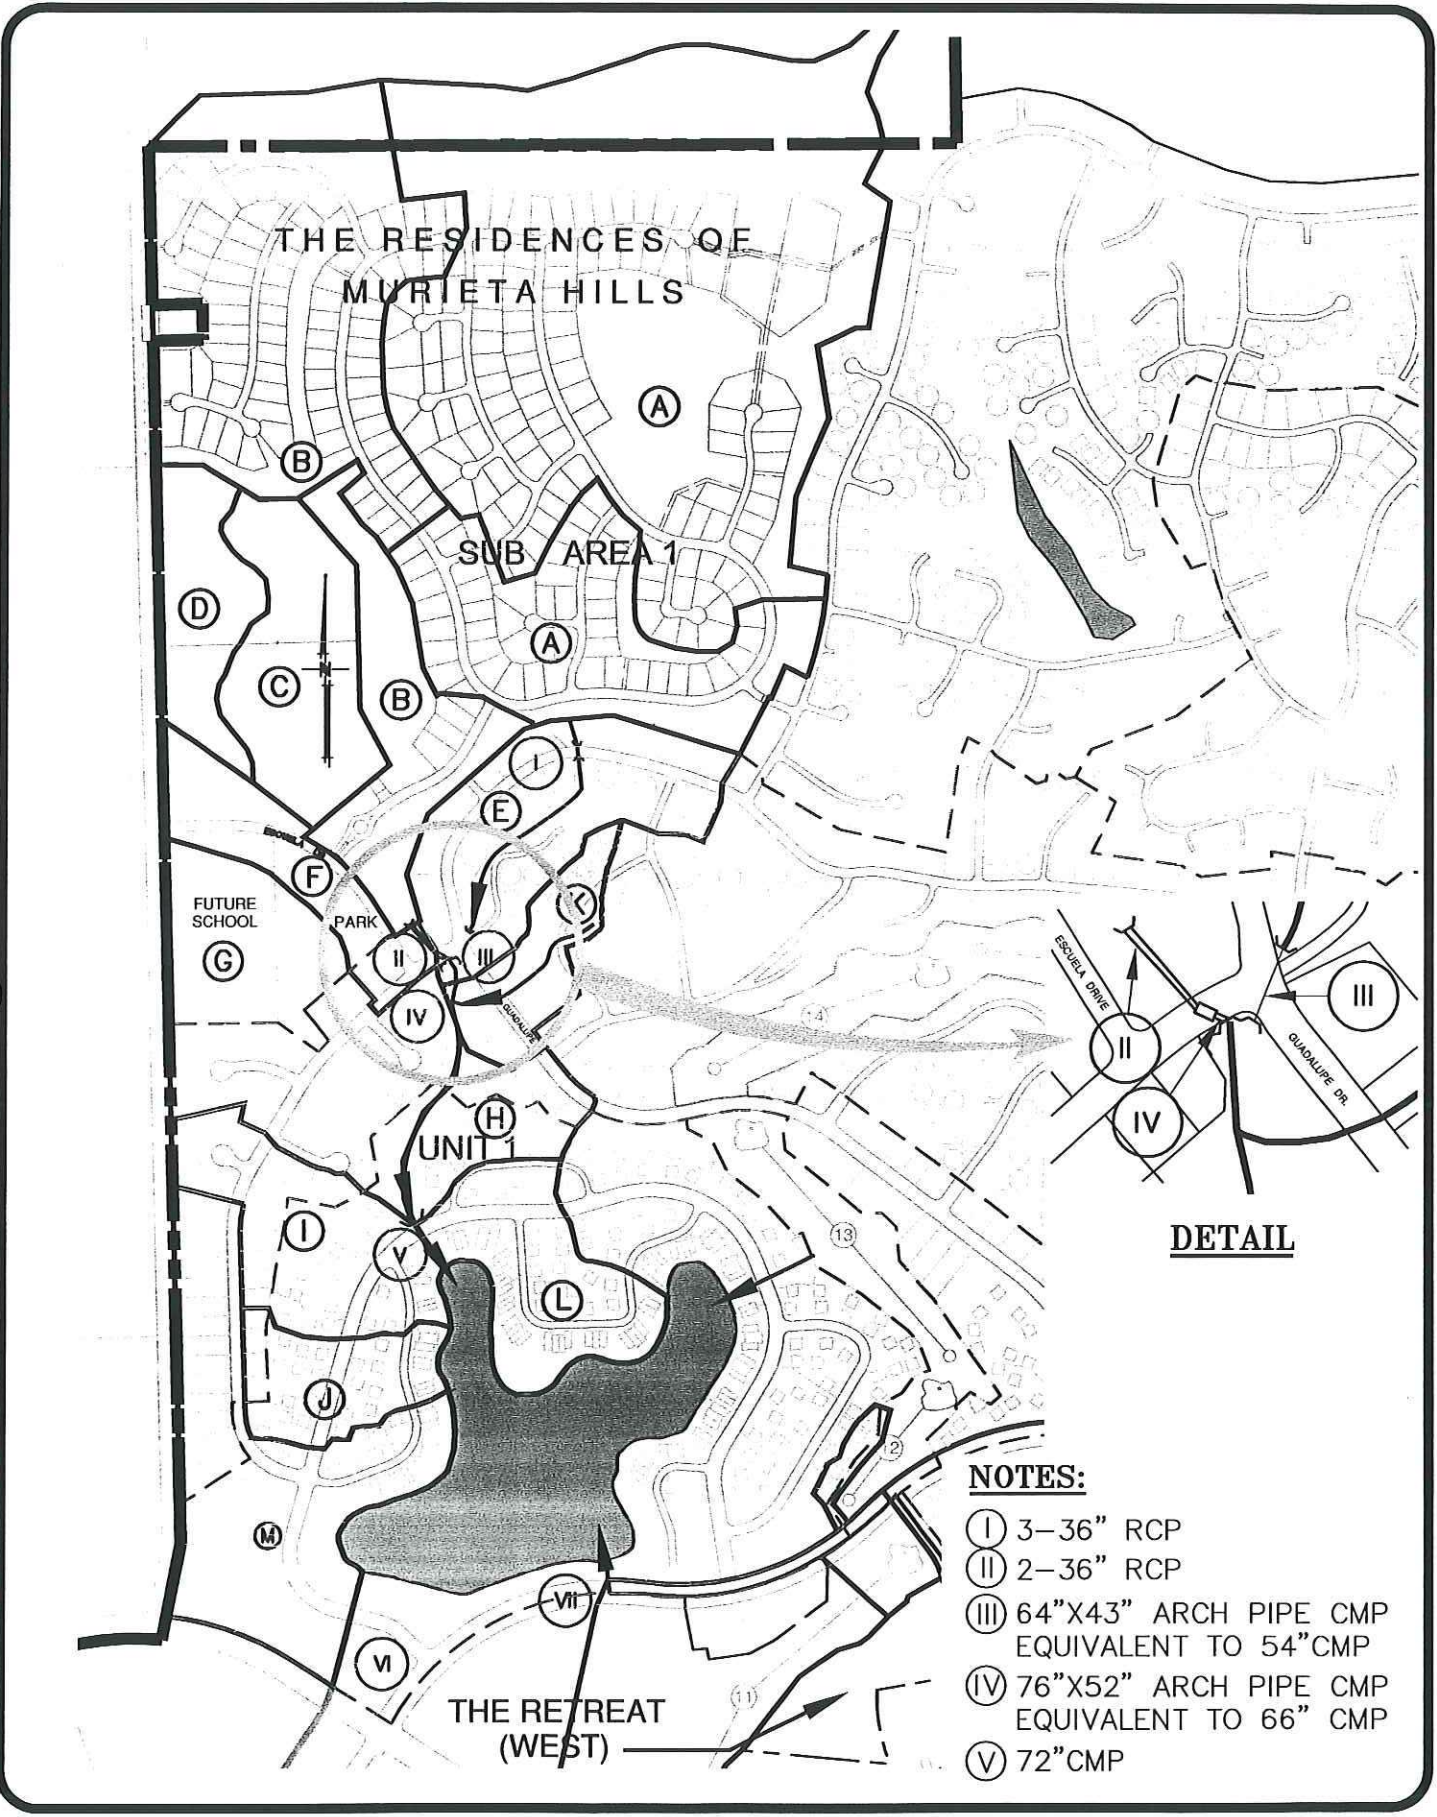 THE RESIDENCES OF
MURIETA HILLS
A
B
SUB AREA 1
D
A
C
N
B
I
E
F
FUTURE
SCHOOL
PARK
G
II
III
K
IV
GUADALUPE
14
ESCUELA DRIVE
II
III
IV
GUADALUPE DR.
DETAIL
H
UNIT 1
I
V
13
L
J
M
VII
VI
11
THE RETREAT
(WEST)
NOTES:
I 3-36" RCP
II 2-36" RCP
III 64"X43" ARCH PIPE CMP
EQUIVALENT TO 54"CMP
IV 76"X52" ARCH PIPE CMP
EQUIVALENT TO 66" CMP
V 72"CMP